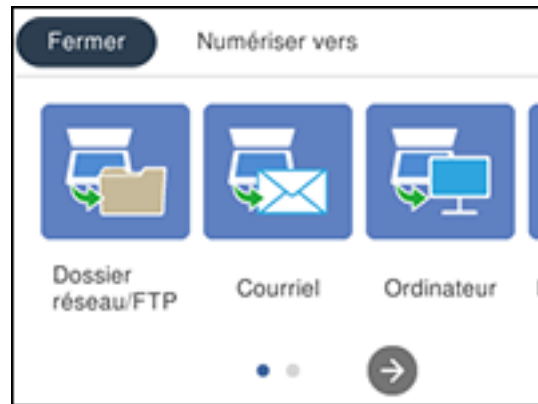 Fermer
Numériser vers
Dossier
réseau/FTP
Courriel
Ordinateur